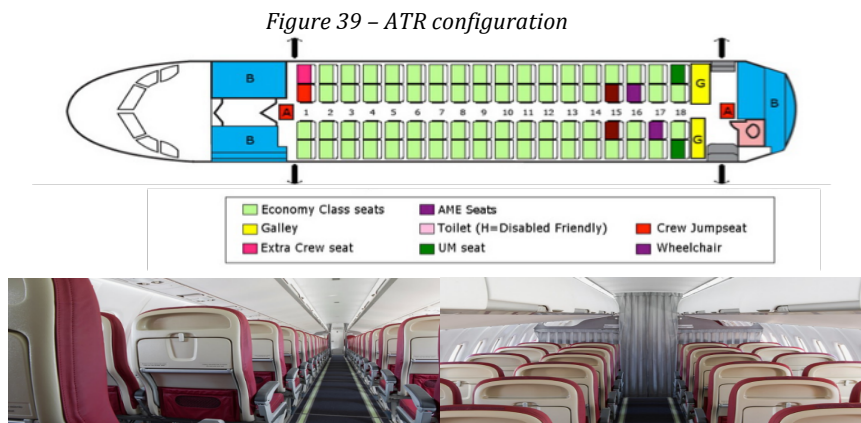 Figure 39 – ATR configuration
B
G
A
1 2 3 4 5 6 7 8 9 10 11 12 13 14 15 16 17 18
A
B
B
G
Economy Class seats
AME Seats
Galley
Toilet (H=Disabled Friendly)
Crew Jumpseat
Extra Crew seat
UM seat
Wheelchair